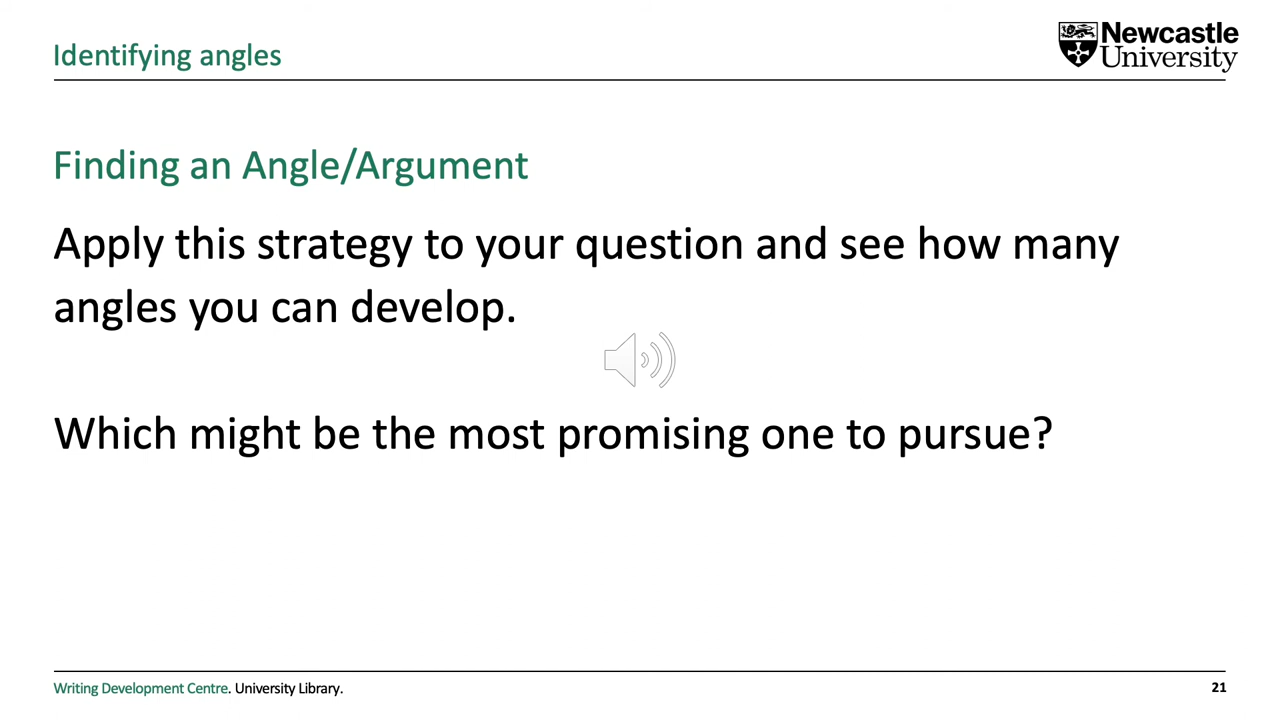 Identifying angles
Newcastle
University
Finding an Angle/Argument
Apply this strategy to your question and see how many
angles you can develop.
Which might be the most promising one to pursue?
Writing Development Centre. University Library.
21